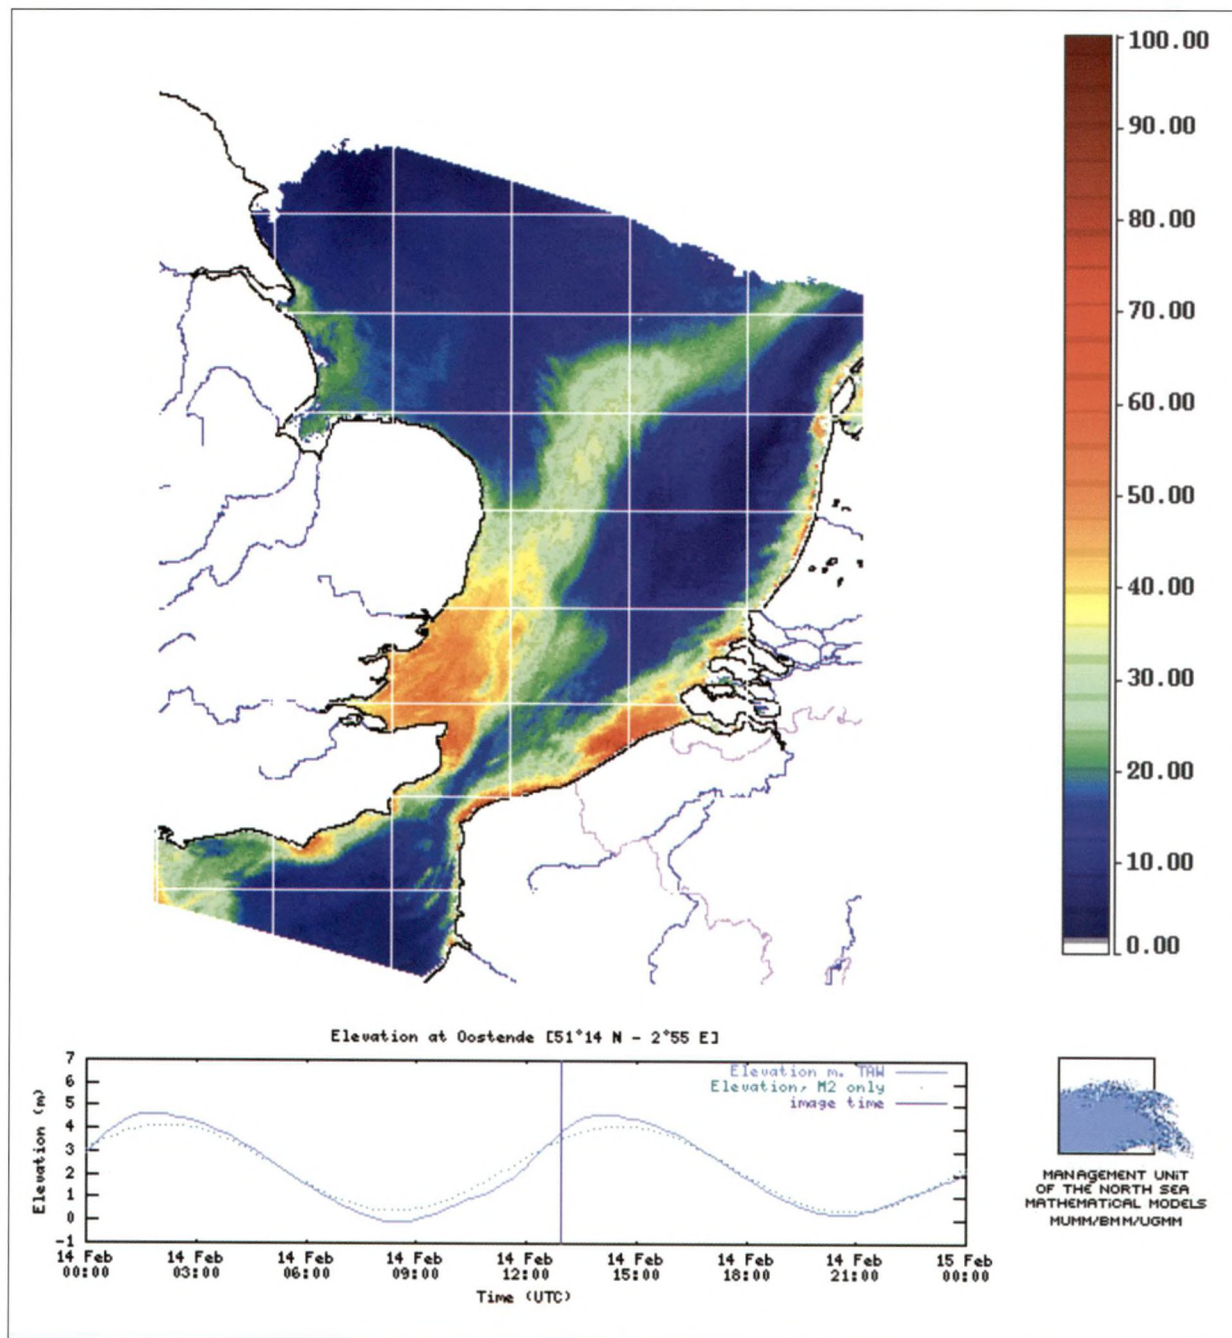 100.00
90.00
80.00
70.00
60.00
50.00
40.00
30.00
20.00
10.00
0.00
Elevation at Oostende [51°14 N - 2°55 E]
Elevation m. TAW
Elevation, M2 only
image time
Elevation (m)
7
6
5
4
3
2
1
0
-1
14 Feb 14 Feb 14 Feb 14 Feb 14 Feb 14 Feb 14 Feb 14 Feb 15 Feb
00:00 03:00 06:00 09:00 12:00 15:00 18:00 21:00 00:00
Time (UTC)
MANAGEMENT UNIT
OF THE NORTH SEA
MATHEMATICAL MODELS
MUMM/BMM/UGMM